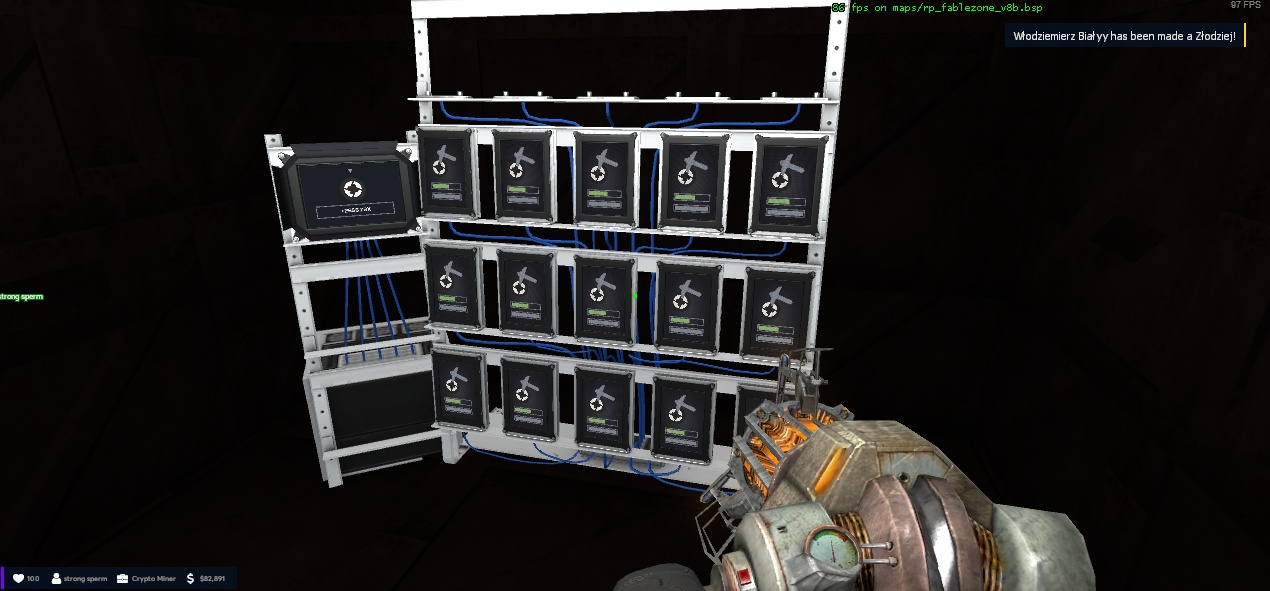 86 fps on maps/rp_fablezone_v8b.bsp
97 FPS
Włodziemierz Białyy has been made a Złodziej!
strong sperm
100
strong sperm
Crypto Miner
$82,891